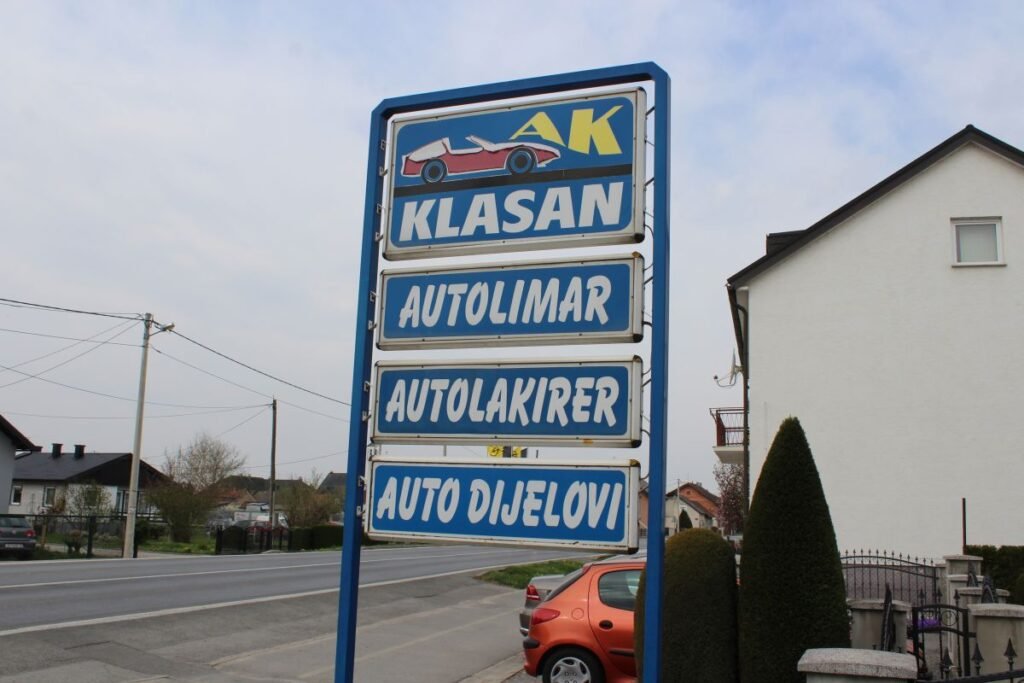 AK
KLASAN
AUTOLIMAR
AUTOLAKIRER
AUTO DIJELOVI